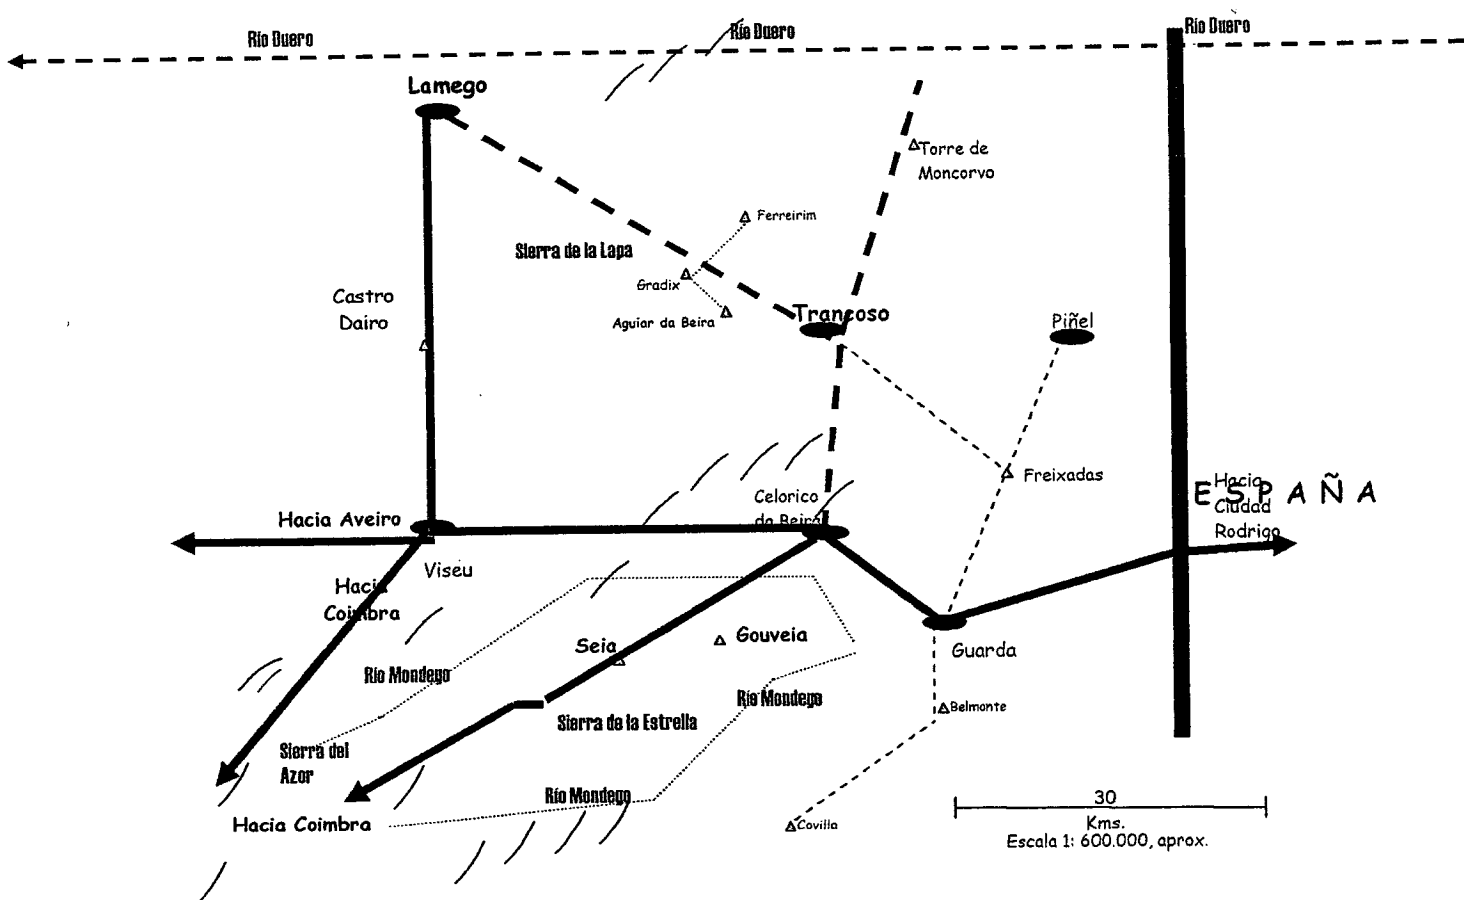 Río Duero
Río Duero
Río Duero
Lamego
Torre de
Moncorvo
Ferreirim
Sierra de la Lapa
Gradix
Castro
Dairo
Aguiar da Beira
Trancoso
Piñel
Freixadas
Celorico
da Beira
Hacia
Ciudad
Rodrigo
ESPAÑA
Hacia Aveiro
Viseu
Hacia
Coimbra
Seia
Gouveia
Guarda
Río Mondego
Río Mondego
Belmonte
Sierra de la Estrella
Sierra del
Azor
Río Mondego
Hacia Coimbra
Covilla
30
Kms.
Escala 1: 600.000, aprox.